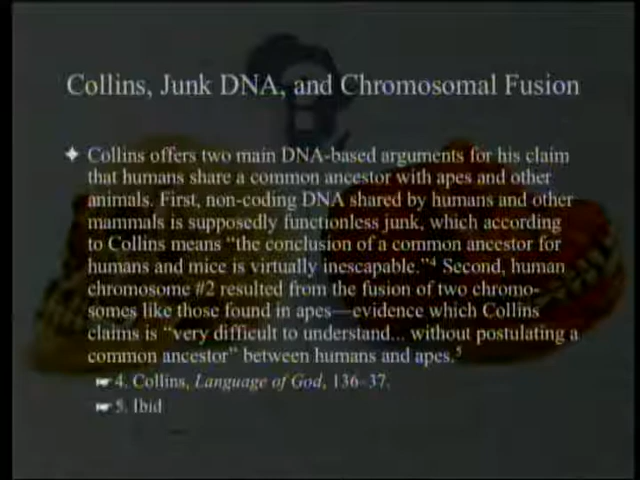 Collins, Junk DNA, and Chromosomal Fusion
Collins offers two main DNA-based arguments for his claim
that humans share a common ancestor with apes and other
animals. First, non-coding DNA shared by humans and other
mammals is supposedly functionless junk, which according
to Collins means “the conclusion of a common ancestor for
humans and mice is virtually inescapable.”⁴ Second, human
chromosome #2 resulted from the fusion of two chromo-
somes like those found in apes—evidence which Collins
claims is “very difficult to understand... without postulating a
common ancestor” between humans and apes.⁵
4. Collins, Language of God, 136–37.
5. Ibid